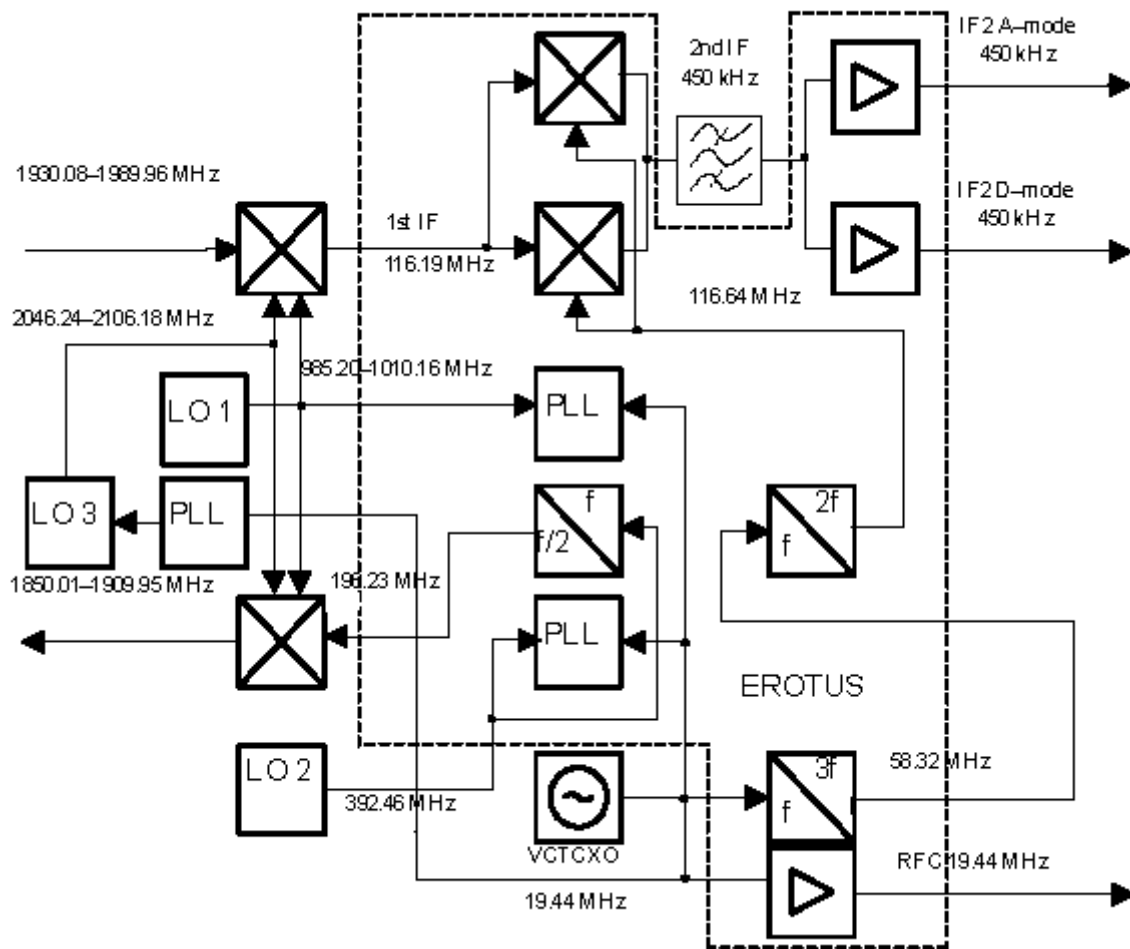 IF2 A–mode
450 kHz
2nd IF
450 kHz
1930.08–1989.96 MHz
IF2 D–mode
450 kHz
1st IF
116.19 MHz
116.64 MHz
2046.24–2106.18 MHz
985.20–1010.16 MHz
LO 1
PLL
LO 3
PLL
f
f/2
2f
f
1850.01–1909.95 MHz
196.23 MHz
PLL
EROTUS
LO 2
392.46 MHz
VCTCXO
3f
f
58.32 MHz
RFC 19.44 MHz
19.44 MHz